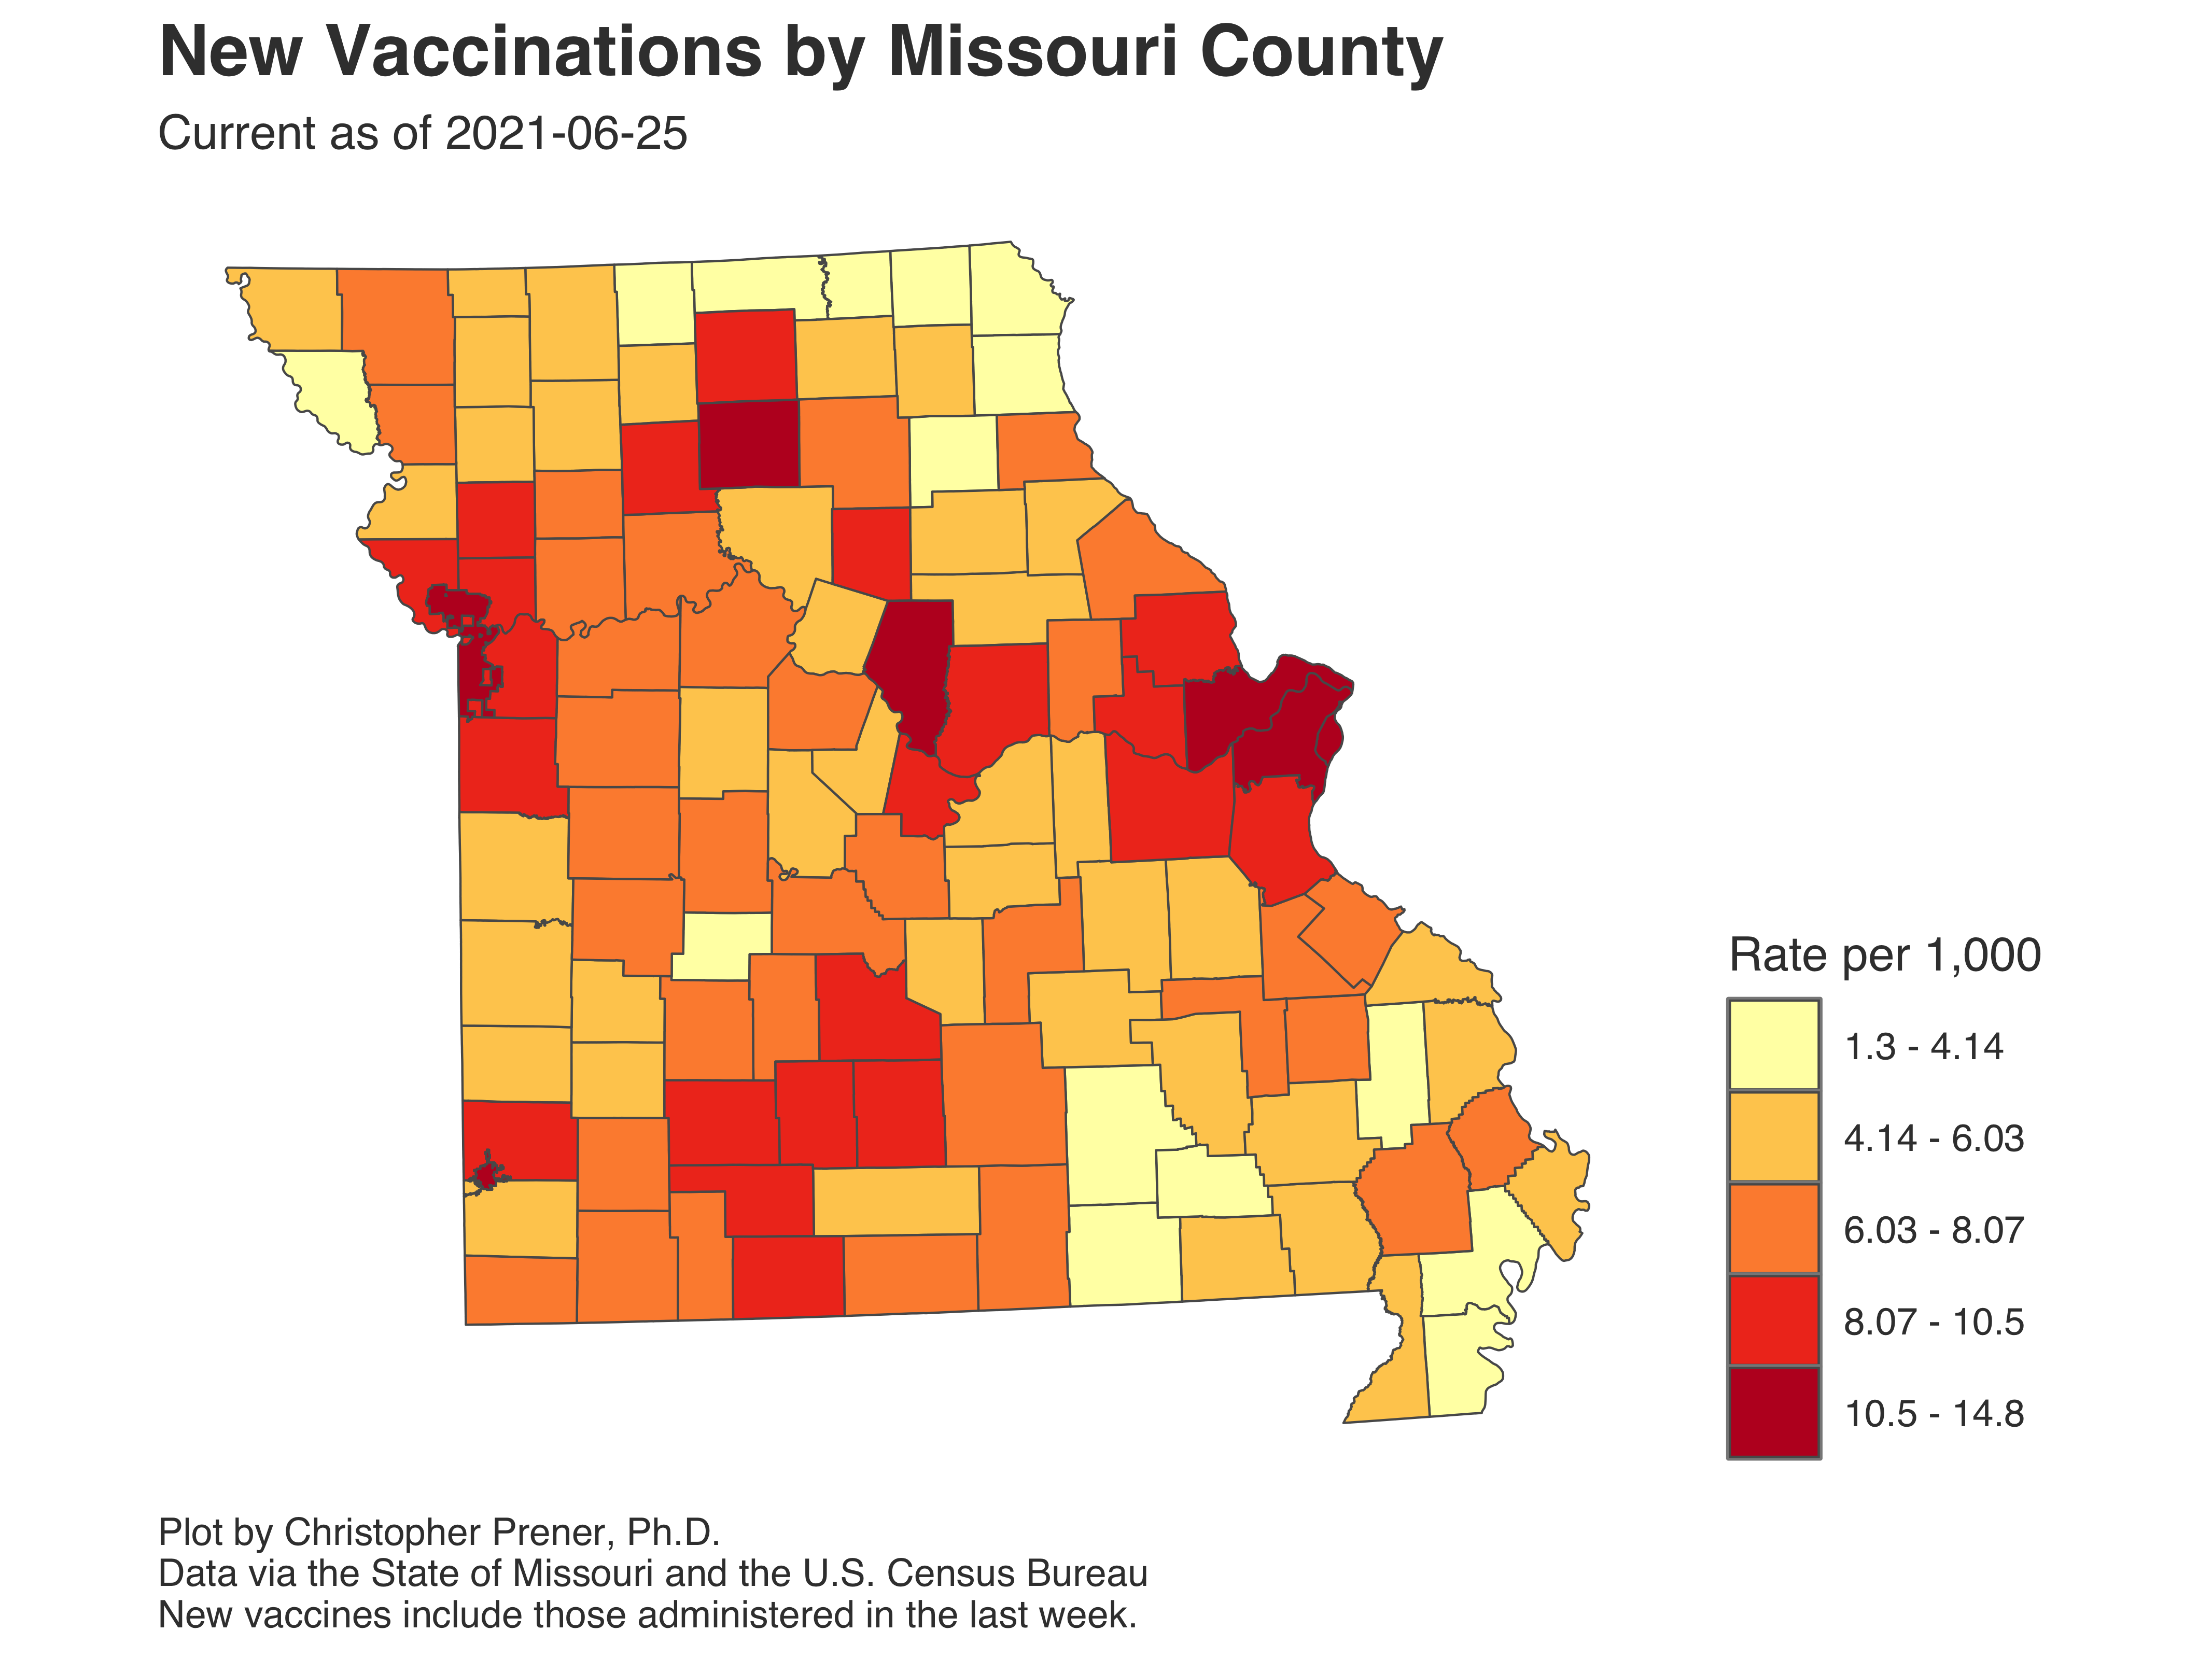 New Vaccinations by Missouri County
Current as of 2021-06-25
Rate per 1,000
1.3 - 4.14
4.14 - 6.03
6.03 - 8.07
8.07 - 10.5
10.5 - 14.8
Plot by Christopher Prener, Ph.D.
Data via the State of Missouri and the U.S. Census Bureau
New vaccines include those administered in the last week.